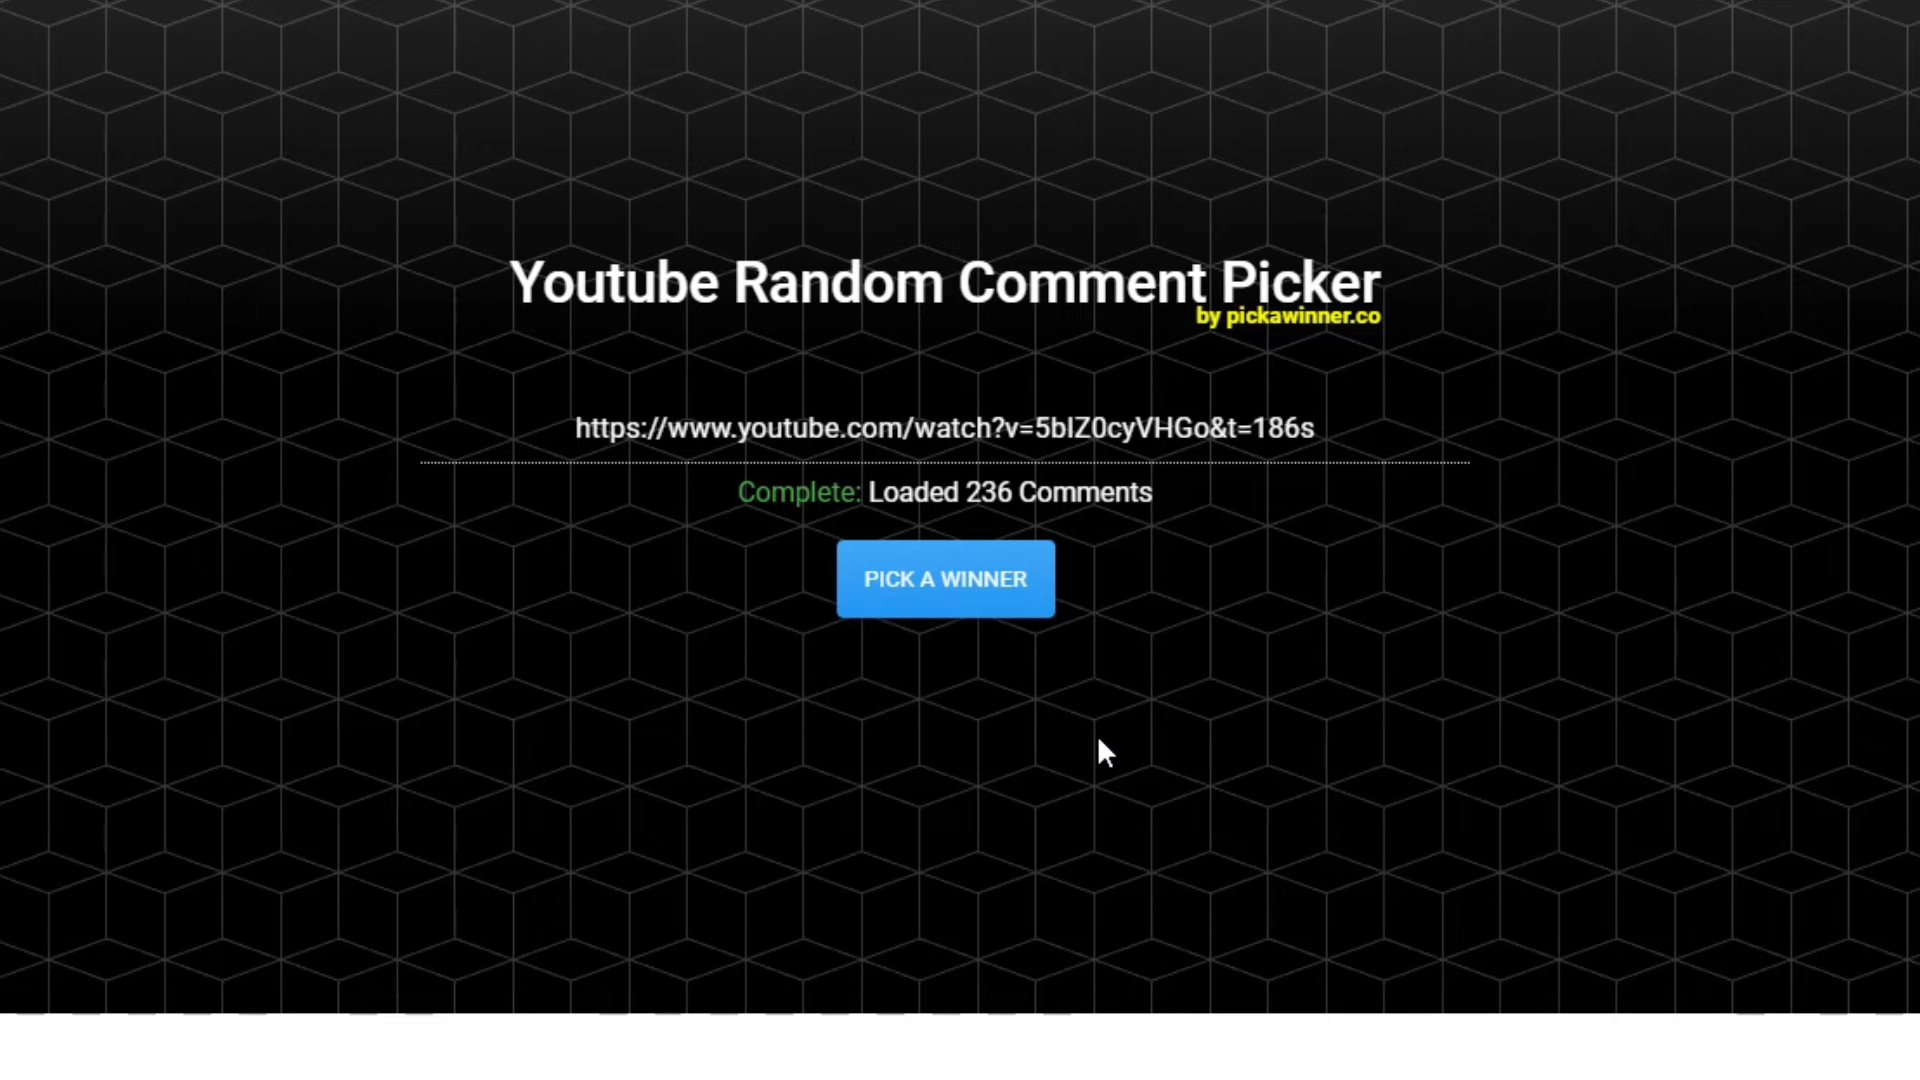 Youtube Random Comment Picker
by pickawinner.co
https://www.youtube.com/watch?v=5blZ0cyVHGo&t=186s
Complete: Loaded 236 Comments
PICK A WINNER